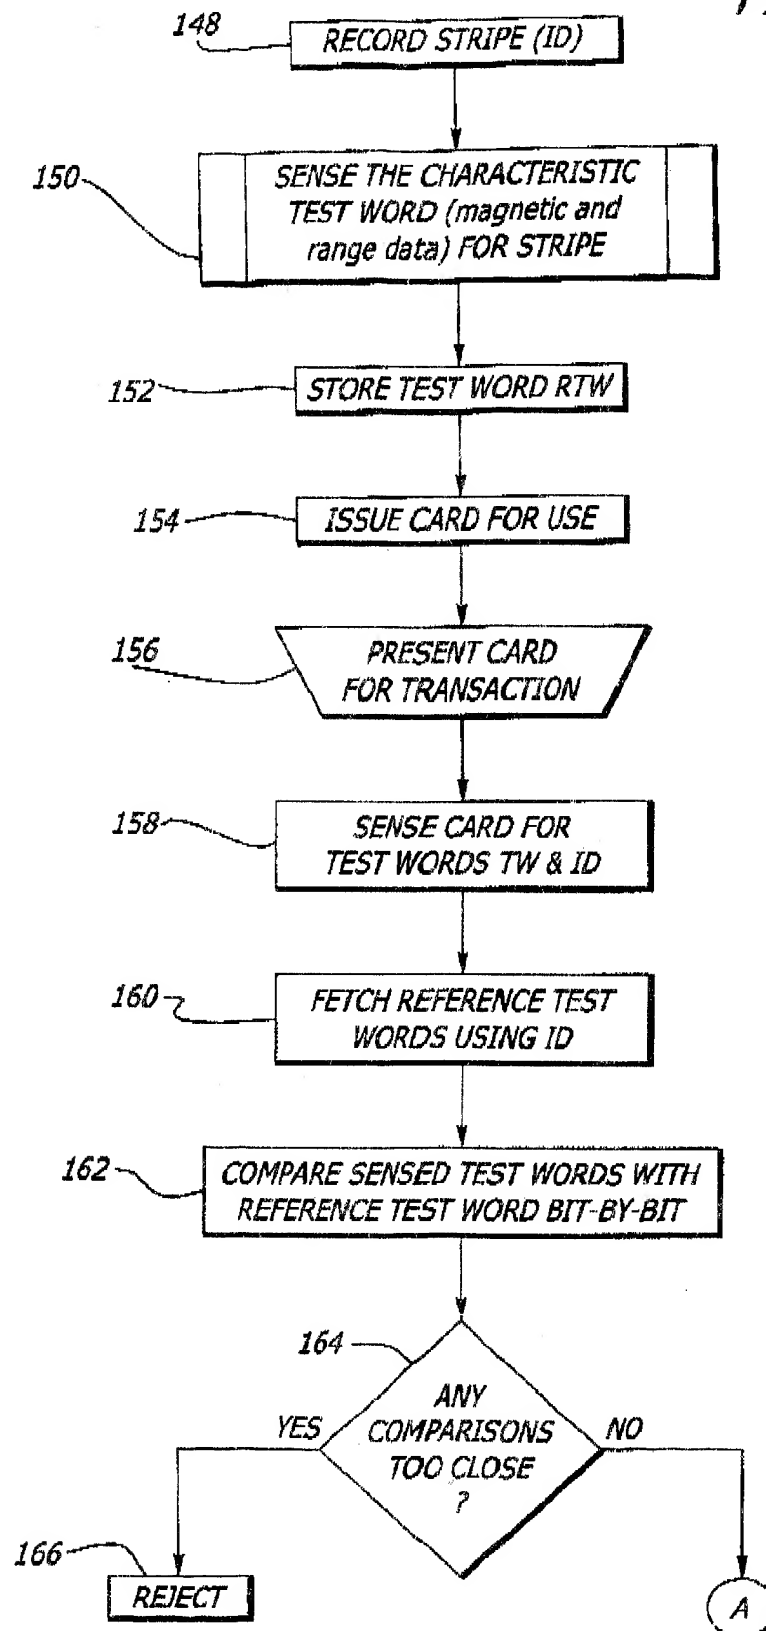 148
RECORD STRIPE (ID)
150
SENSE THE CHARACTERISTIC
TEST WORD (magnetic and
range data) FOR STRIPE
152
STORE TEST WORD RTW
154
ISSUE CARD FOR USE
156
PRESENT CARD
FOR TRANSACTION
158
SENSE CARD FOR
TEST WORDS TW & ID
160
FETCH REFERENCE TEST
WORDS USING ID
162
COMPARE SENSED TEST WORDS WITH
REFERENCE TEST WORD BIT-BY-BIT
164
ANY
COMPARISONS
TOO CLOSE
?
YES
NO
166
REJECT
A